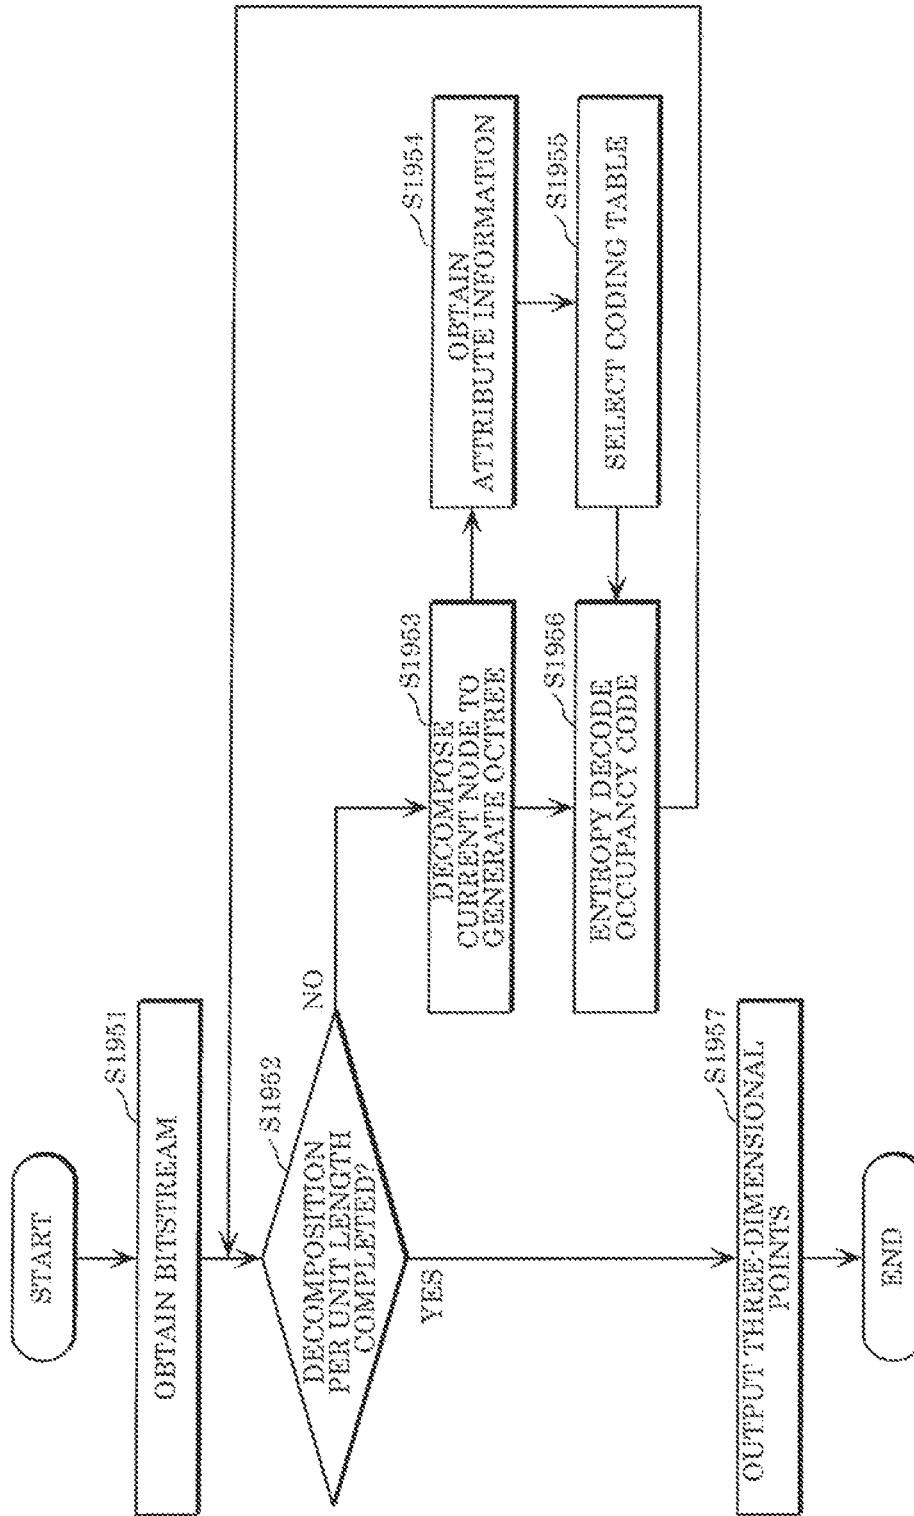 START
S1951
OBTAIN BITSTREAM
S1952
DECOMPOSITION
PER UNIT LENGTH
COMPLETED?
NO
YES
S1953
DECOMPOSE
CURRENT NODE TO
GENERATE OCTREE
S1954
OBTAIN
ATTRIBUTE INFORMATION
S1955
SELECT CODING TABLE
S1956
ENTROPY DECODE
OCCUPANCY CODE
S1957
OUTPUT THREE-DIMENSIONAL
POINTS
END